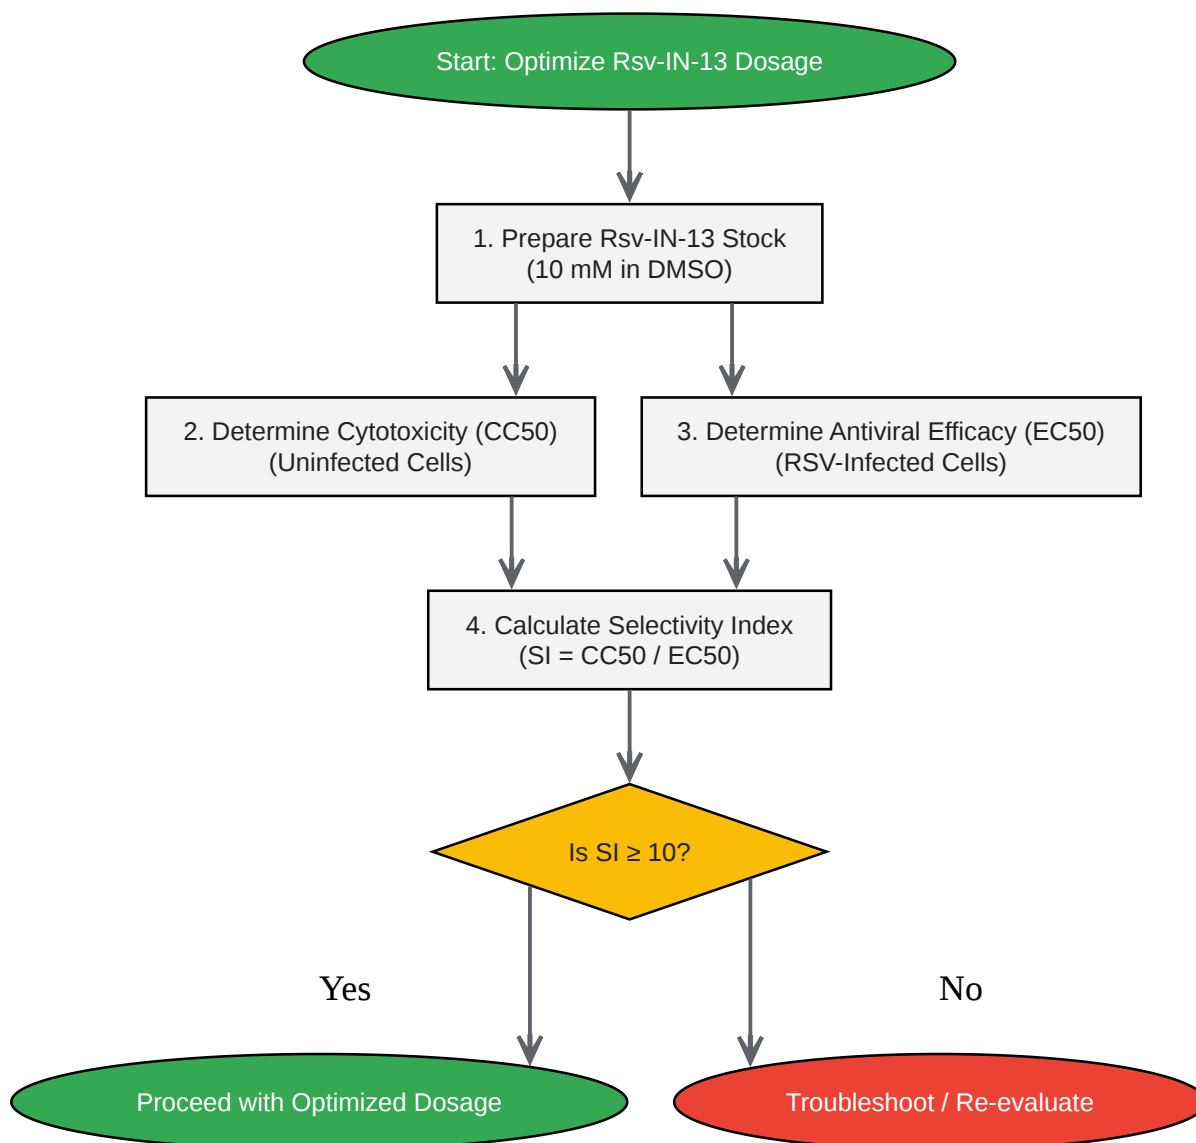 Start: Optimize Rsv-IN-13 Dosage
1. Prepare Rsv-IN-13 Stock
(10 mM in DMSO)
2. Determine Cytotoxicity (CC50)
(Uninfected Cells)
3. Determine Antiviral Efficacy (EC50)
(RSV-Infected Cells)
4. Calculate Selectivity Index
(SI = CC50 / EC50)
Is SI ≥ 10?
Yes
No
Proceed with Optimized Dosage
Troubleshoot / Re-evaluate